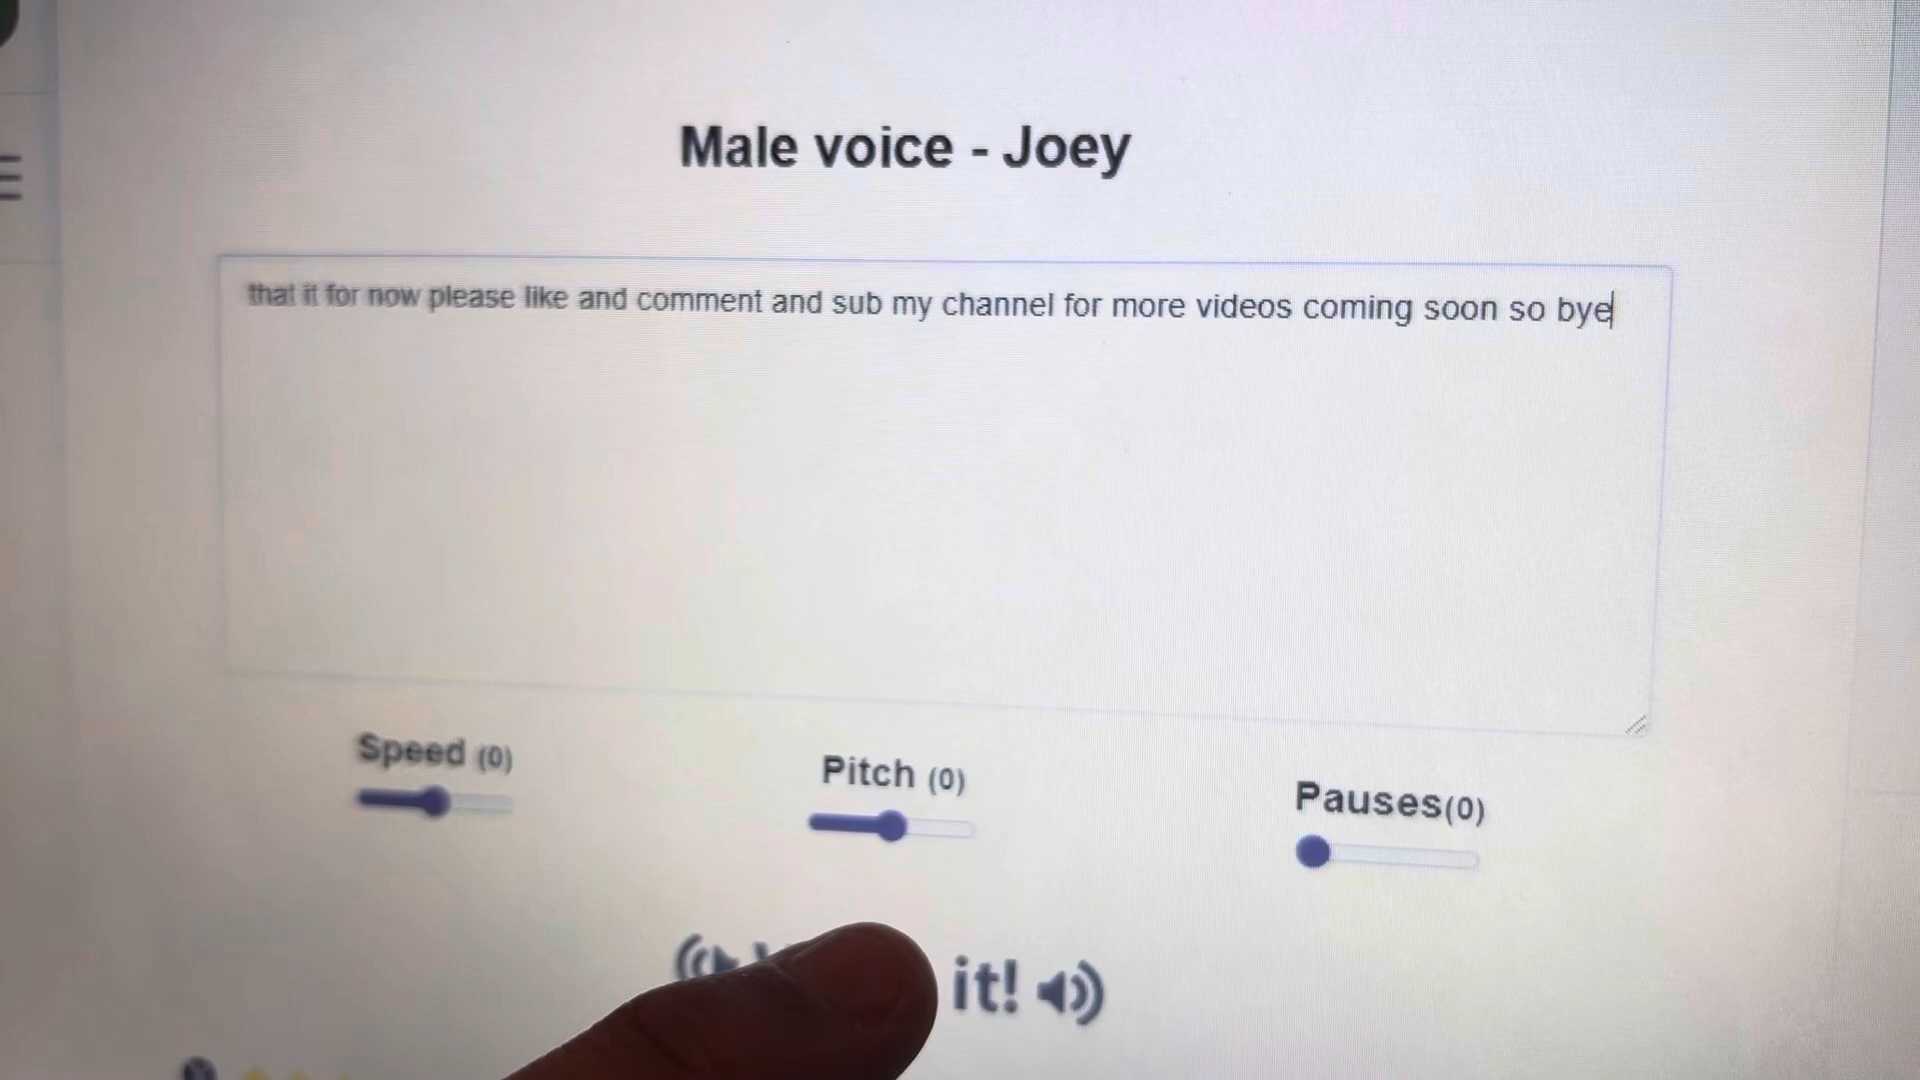 Male voice - Joey
that it for now please like and comment and sub my channel for more videos coming soon so bye
Speed (0)
Pitch (0)
Pauses(0)
it!